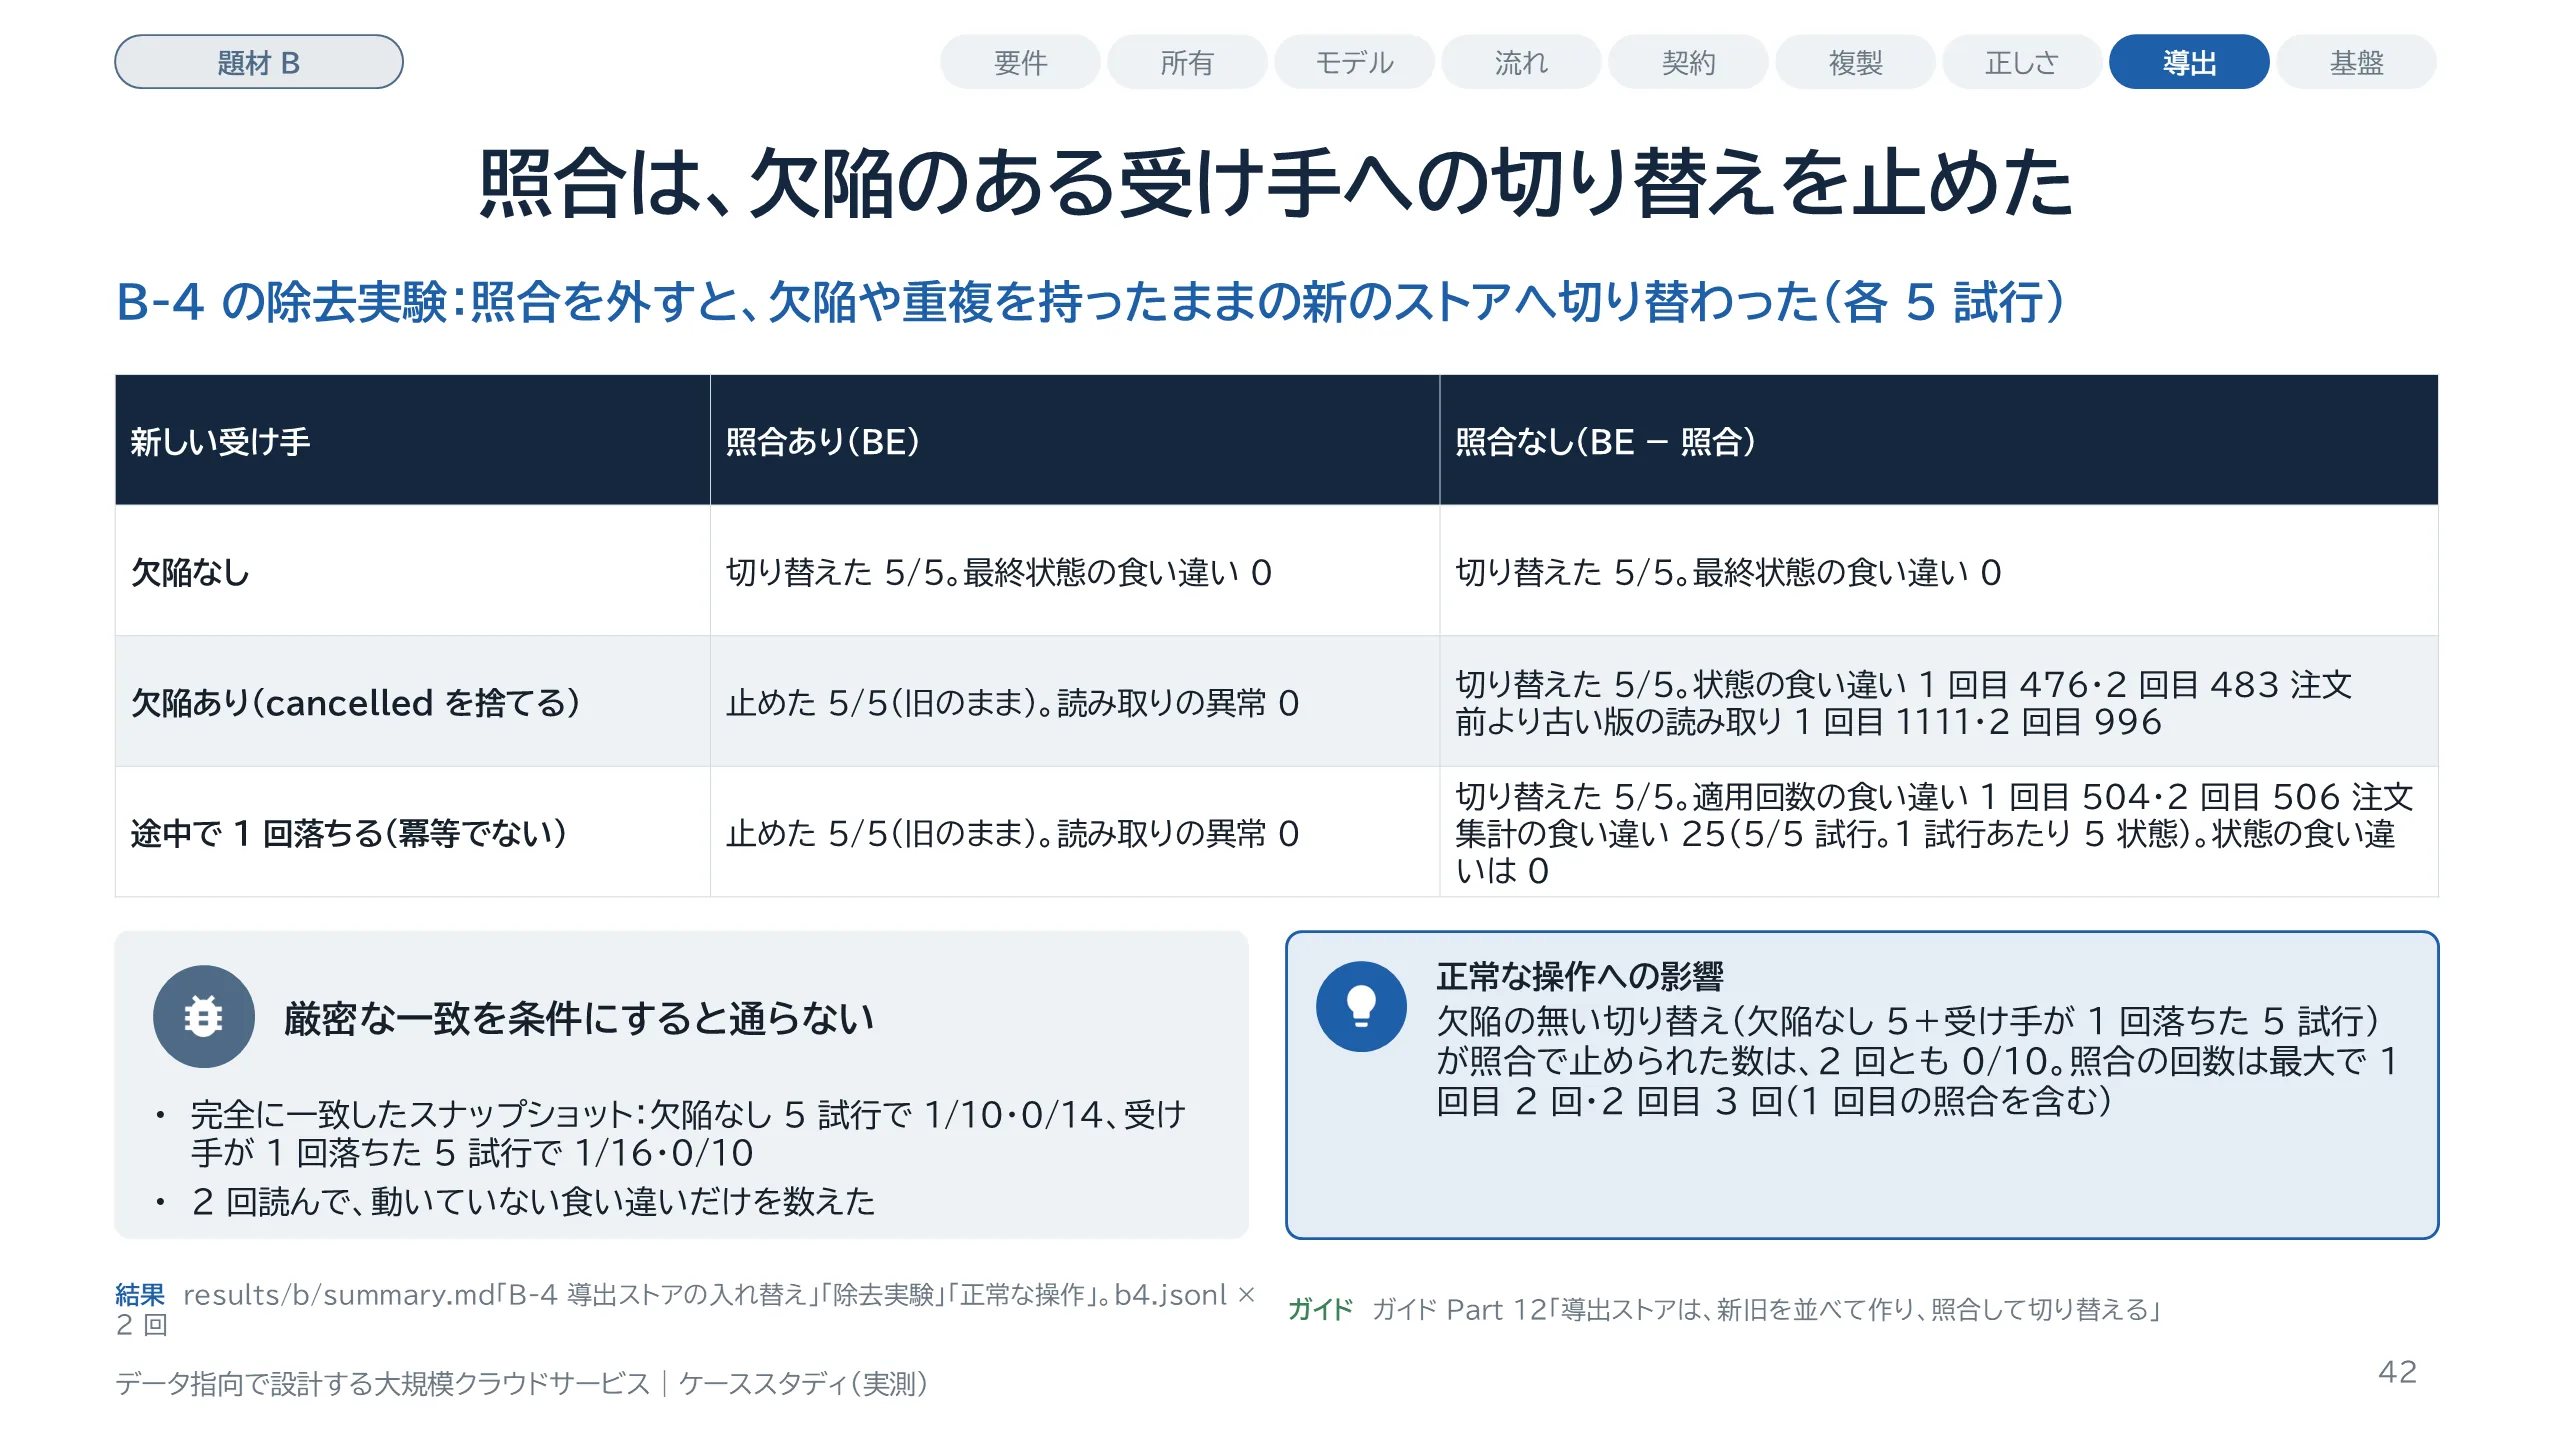 題材 B
要件
所有
モデル
流れ
契約
複製
正しさ
導出
基盤
照合は、欠陥のある受け手への切り替えを止めた
B-4 の除去実験：照合を外すと、欠陥や重複を持ったままの新のストアへ切り替わった（各 5 試行）
新しい受け手
照合あり（BE）
照合なし（BE − 照合）
欠陥なし
切り替えた 5/5。最終状態の食い違い 0
切り替えた 5/5。最終状態の食い違い 0
欠陥あり（cancelled を捨てる）
止めた 5/5（旧のまま）。読み取りの異常 0
切り替えた 5/5。状態の食い違い 1 回目 476・2 回目 483 注文
前より古い版の読み取り 1 回目 1111・2 回目 996
途中で 1 回落ちる（冪等でない）
止めた 5/5（旧のまま）。読み取りの異常 0
切り替えた 5/5。適用回数の食い違い 1 回目 504・2 回目 506 注文
集計の食い違い 25（5/5 試行。1 試行あたり 5 状態）。状態の食い違
いは 0
厳密な一致を条件にすると通らない
• 完全に一致したスナップショット：欠陥なし 5 試行で 1/10・0/14、受け
手が 1 回落ちた 5 試行で 1/16・0/10
• 2 回読んで、動いていない食い違いだけを数えた
正常な操作への影響
欠陥の無い切り替え（欠陥なし 5＋受け手が 1 回落ちた 5 試行）
が照合で止められた数は、2 回とも 0/10。照合の回数は最大で 1
回目 2 回・2 回目 3 回（1 回目の照合を含む）
結果 results/b/summary.md「B-4 導出ストアの入れ替え」「除去実験」「正常な操作」。b4.jsonl ×
2 回
ガイド ガイド Part 12「導出ストアは、新旧を並べて作り、照合して切り替える」
データ指向で設計する大規模クラウドサービス｜ケーススタディ（実測）
42